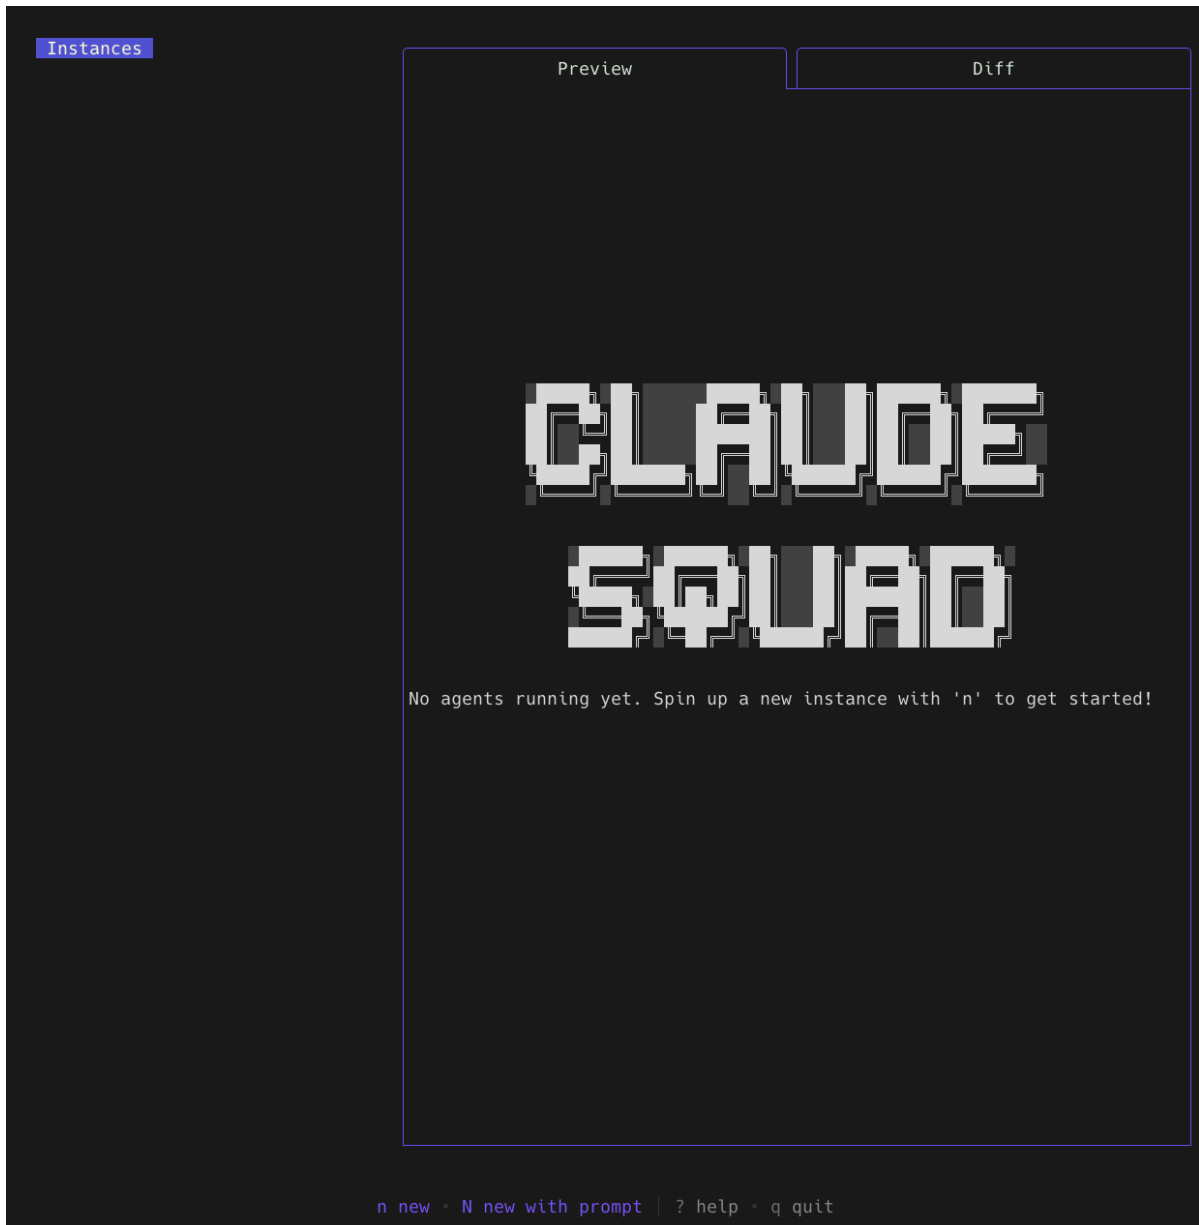 Instances
Preview
Diff
CLAUDE
SQUAD
No agents running yet. Spin up a new instance with 'n' to get started!
n new • N new with prompt │ ? help • q quit